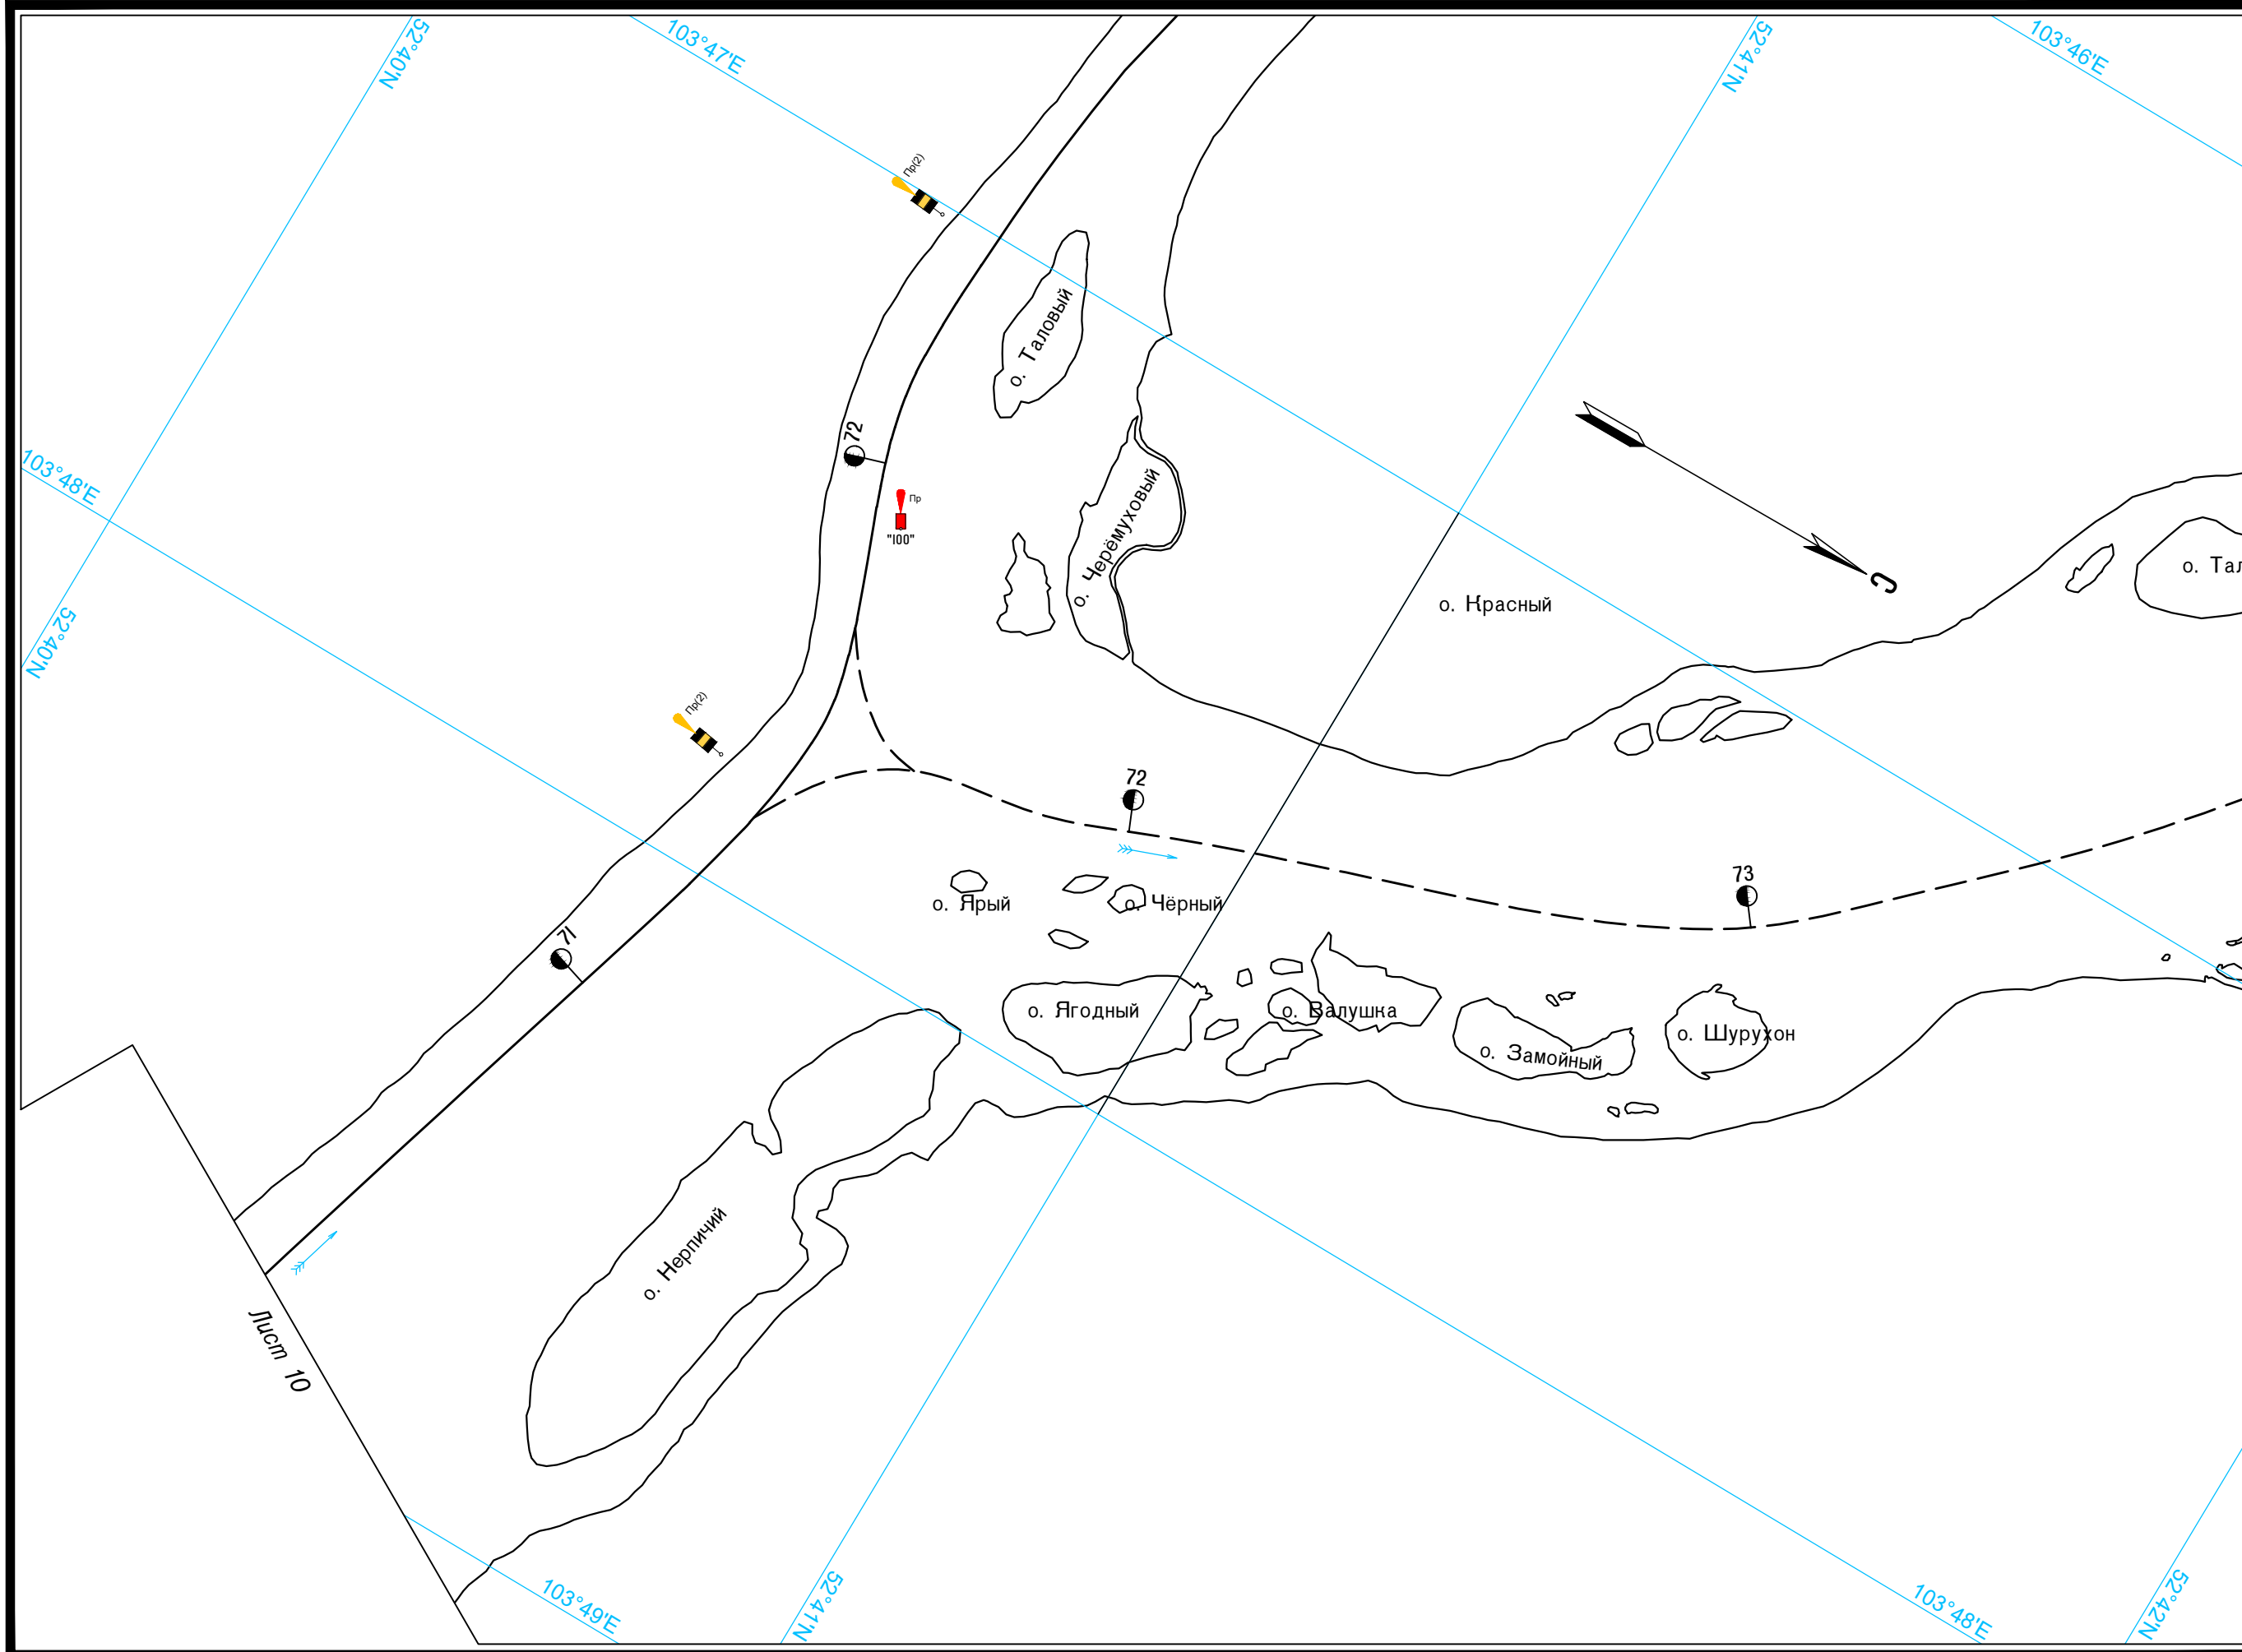 52°40'N
103°47'E
52°41'N
103°46'E
Пр(2)
о. Таловый
72
103°48'E
Пр
"100"
о. Черёмуховый
С
о. Тал
о. Красный
52°40'N
Пр(2)
72
73
о. Ярый
о. Чёрный
71
о. Ягодный
о. Валушка
о. Замойный
о. Шурухон
о. Нерпичий
Лист 10
103°49'E
52°41'N
103°48'E
52°42'N